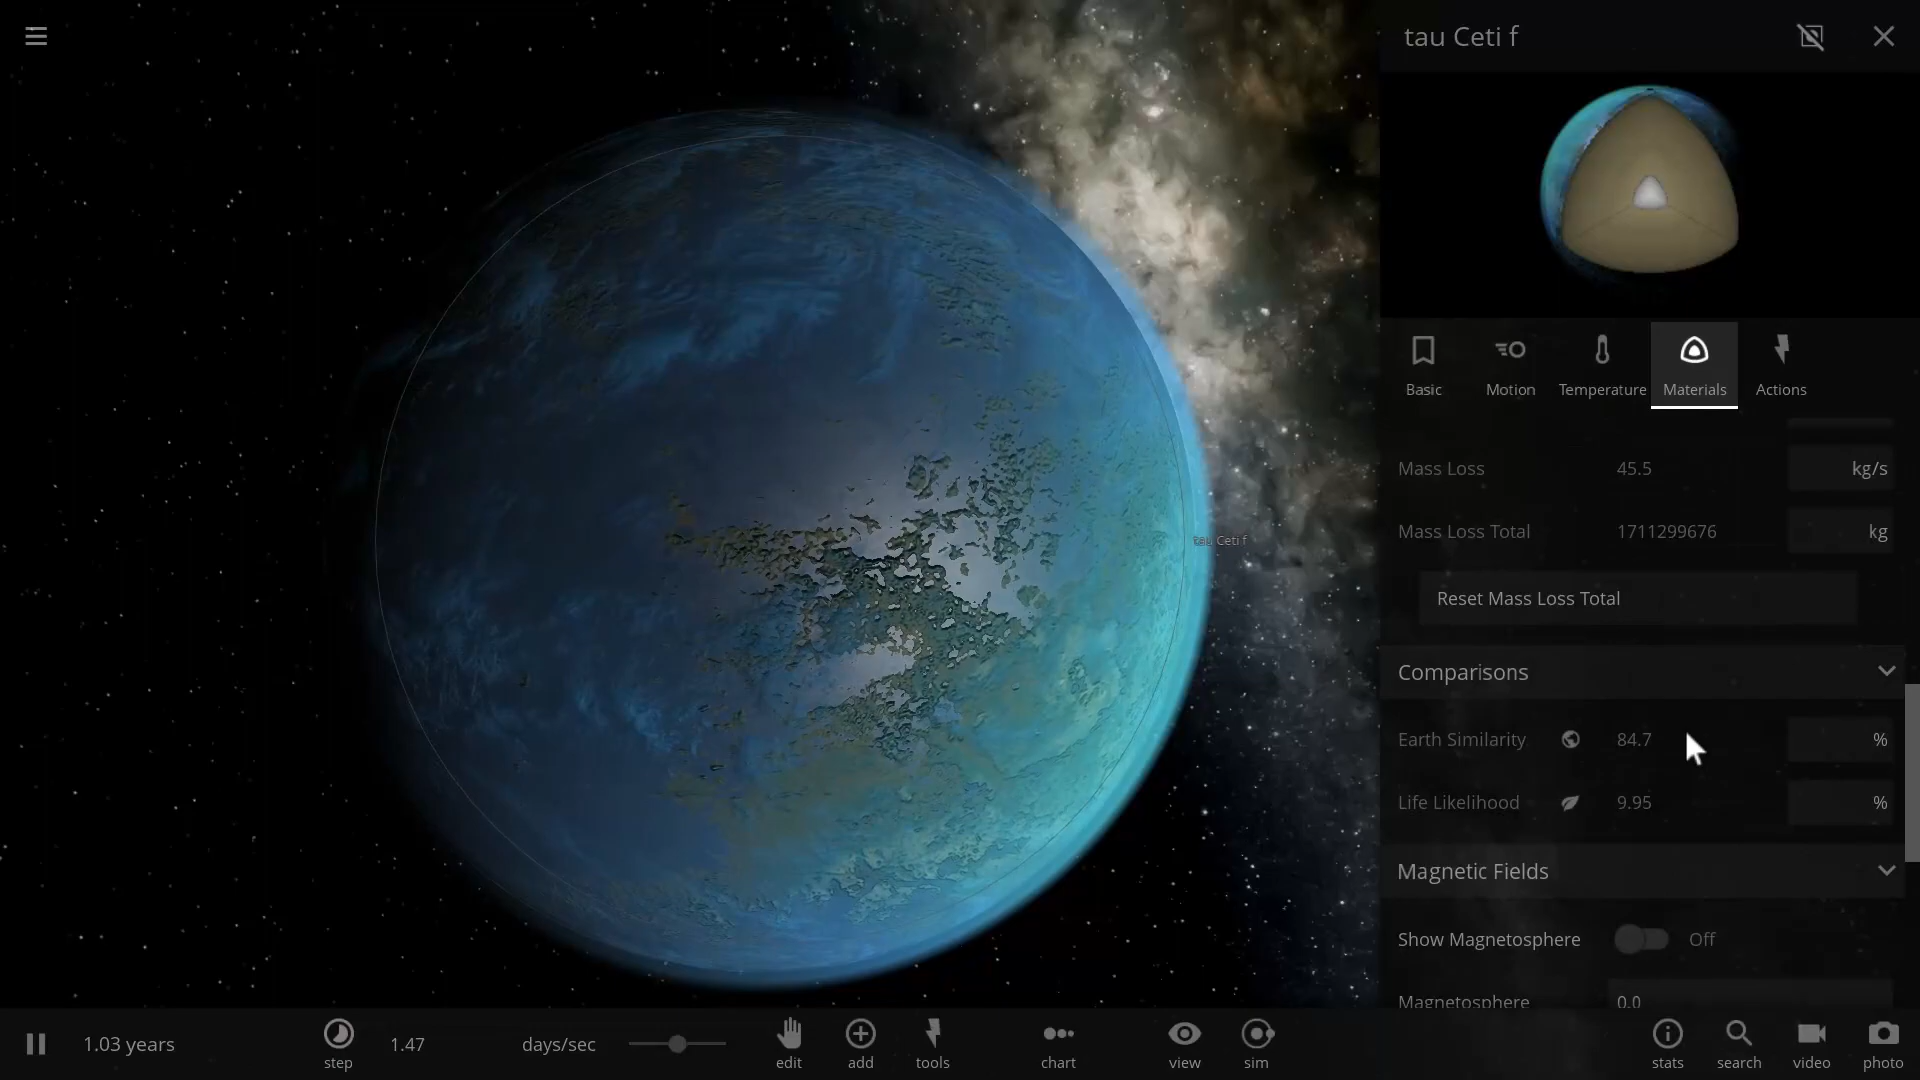 tau Ceti f
Basic
Motion
Temperature
Materials
Actions
Mass Loss 45.5 kg/s
Mass Loss Total 1711299676 kg
Reset Mass Loss Total
tau Ceti f
Comparisons
Earth Similarity 84.7 %
Life Likelihood 9.95 %
Magnetic Fields
Show Magnetosphere Off
Magnetosphere 0.0
1.03 years
step
1.47 days/sec
edit
add
tools
chart
view
sim
stats
search
video
photo